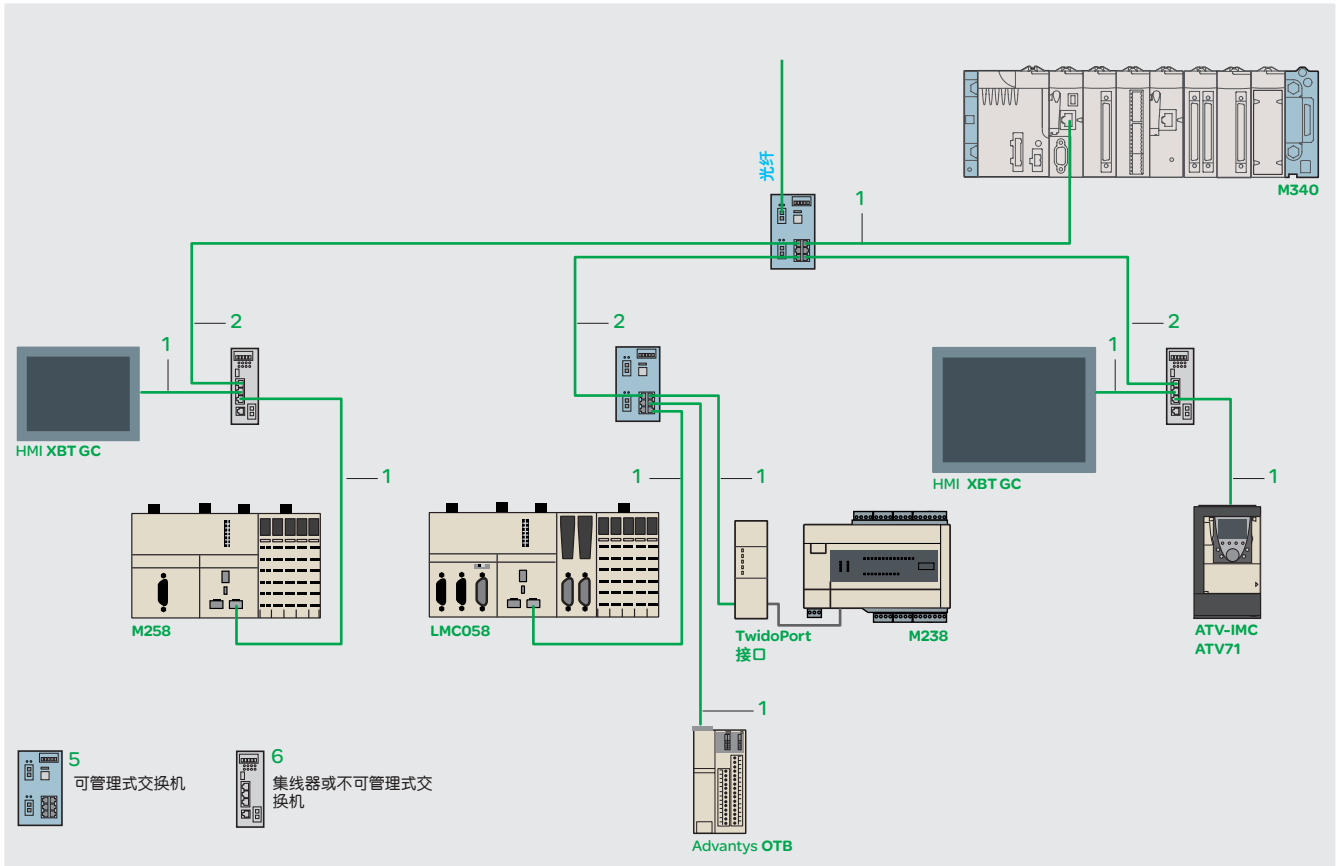 光纤
M340
1
2
2
2
1
1
HMI XBT GC
HMI XBT GC
1
1
1
1
M258
LMC058
TwidoPort
接口
M238
ATV-IMC
ATV71
1
5
可管理式交换机
6
集线器或不可管理式交
换机
Advantys OTB